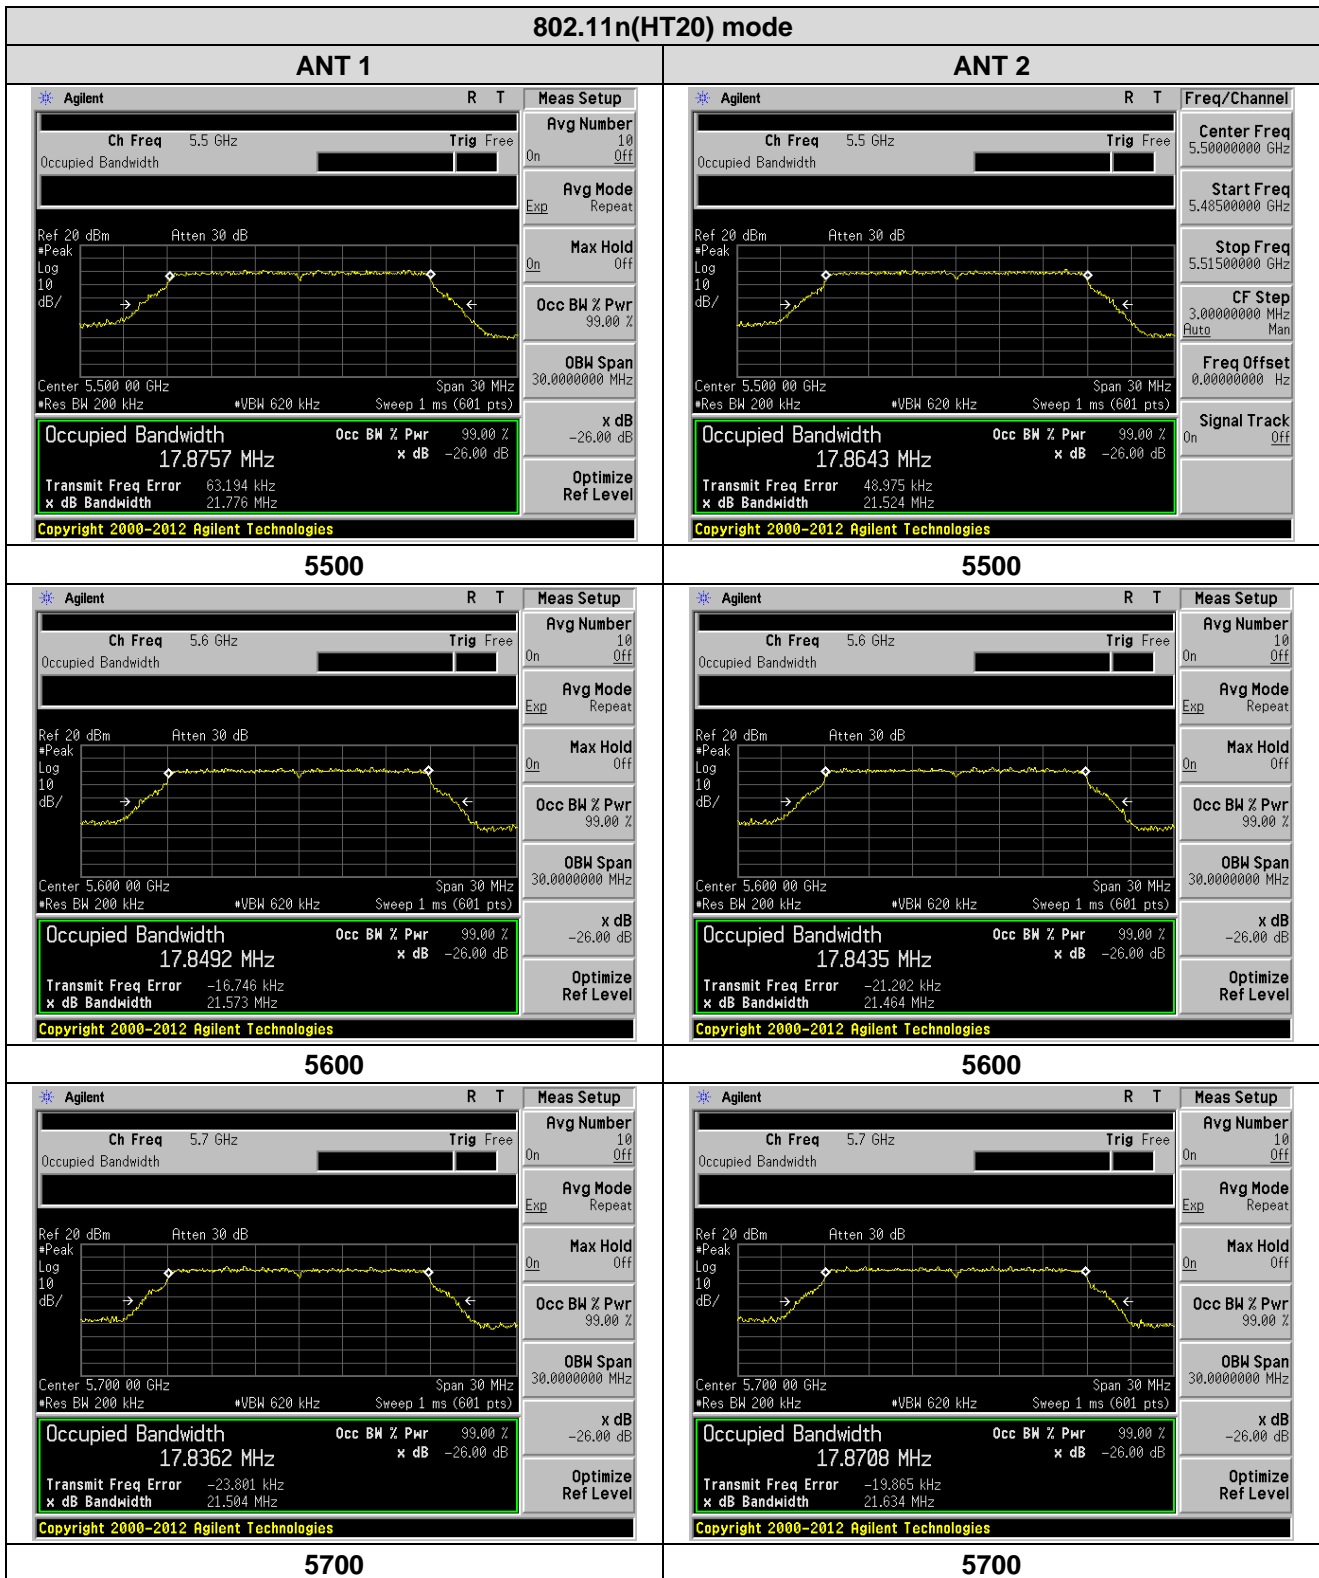 802.11n(HT20) mode
ANT 1
ANT 2
Agilent R T
Meas Setup
Ch Freq 5.5 GHz Trig Free
Occupied Bandwidth
Avg Number
10
On Off
Avg Mode
Exp Repeat
Ref 20 dBm Atten 30 dB
#Peak
Log
10
dB/
Max Hold
On Off
Occ BW % Pwr
99.00 %
OBW Span
30.0000000 MHz
Center 5.500 00 GHz Span 30 MHz
#Res BW 200 kHz #VBW 620 kHz Sweep 1 ms (601 pts)
x dB
-26.00 dB
Occupied Bandwidth Occ BW % Pwr 99.00 %
17.8757 MHz x dB -26.00 dB
Transmit Freq Error 63.194 kHz
x dB Bandwidth 21.776 MHz
Optimize
Ref Level
Copyright 2000-2012 Agilent Technologies
Agilent R T
Freq/Channel
Ch Freq 5.5 GHz Trig Free
Occupied Bandwidth
Center Freq
5.50000000 GHz
Start Freq
5.48500000 GHz
Ref 20 dBm Atten 30 dB
#Peak
Log
10
dB/
Stop Freq
5.51500000 GHz
CF Step
3.00000000 MHz
Auto Man
Freq Offset
0.00000000 Hz
Center 5.500 00 GHz Span 30 MHz
#Res BW 200 kHz #VBW 620 kHz Sweep 1 ms (601 pts)
Signal Track
On Off
Occupied Bandwidth Occ BW % Pwr 99.00 %
17.8643 MHz x dB -26.00 dB
Transmit Freq Error 48.975 kHz
x dB Bandwidth 21.524 MHz
Copyright 2000-2012 Agilent Technologies
5500
5500
Agilent R T
Meas Setup
Ch Freq 5.6 GHz Trig Free
Occupied Bandwidth
Avg Number
10
On Off
Avg Mode
Exp Repeat
Ref 20 dBm Atten 30 dB
#Peak
Log
10
dB/
Max Hold
On Off
Occ BW % Pwr
99.00 %
OBW Span
30.0000000 MHz
Center 5.600 00 GHz Span 30 MHz
#Res BW 200 kHz #VBW 620 kHz Sweep 1 ms (601 pts)
x dB
-26.00 dB
Occupied Bandwidth Occ BW % Pwr 99.00 %
17.8492 MHz x dB -26.00 dB
Transmit Freq Error -16.746 kHz
x dB Bandwidth 21.573 MHz
Optimize
Ref Level
Copyright 2000-2012 Agilent Technologies
Agilent R T
Meas Setup
Ch Freq 5.6 GHz Trig Free
Occupied Bandwidth
Avg Number
10
On Off
Avg Mode
Exp Repeat
Ref 20 dBm Atten 30 dB
#Peak
Log
10
dB/
Max Hold
On Off
Occ BW % Pwr
99.00 %
OBW Span
30.0000000 MHz
Center 5.600 00 GHz Span 30 MHz
#Res BW 200 kHz #VBW 620 kHz Sweep 1 ms (601 pts)
x dB
-26.00 dB
Occupied Bandwidth Occ BW % Pwr 99.00 %
17.8435 MHz x dB -26.00 dB
Transmit Freq Error -21.202 kHz
x dB Bandwidth 21.464 MHz
Optimize
Ref Level
Copyright 2000-2012 Agilent Technologies
5600
5600
Agilent R T
Meas Setup
Ch Freq 5.7 GHz Trig Free
Occupied Bandwidth
Avg Number
10
On Off
Avg Mode
Exp Repeat
Ref 20 dBm Atten 30 dB
#Peak
Log
10
dB/
Max Hold
On Off
Occ BW % Pwr
99.00 %
OBW Span
30.0000000 MHz
Center 5.700 00 GHz Span 30 MHz
#Res BW 200 kHz #VBW 620 kHz Sweep 1 ms (601 pts)
x dB
-26.00 dB
Occupied Bandwidth Occ BW % Pwr 99.00 %
17.8362 MHz x dB -26.00 dB
Transmit Freq Error -23.801 kHz
x dB Bandwidth 21.504 MHz
Optimize
Ref Level
Copyright 2000-2012 Agilent Technologies
Agilent R T
Meas Setup
Ch Freq 5.7 GHz Trig Free
Occupied Bandwidth
Avg Number
10
On Off
Avg Mode
Exp Repeat
Ref 20 dBm Atten 30 dB
#Peak
Log
10
dB/
Max Hold
On Off
Occ BW % Pwr
99.00 %
OBW Span
30.0000000 MHz
Center 5.700 00 GHz Span 30 MHz
#Res BW 200 kHz #VBW 620 kHz Sweep 1 ms (601 pts)
x dB
-26.00 dB
Occupied Bandwidth Occ BW % Pwr 99.00 %
17.8708 MHz x dB -26.00 dB
Transmit Freq Error -19.865 kHz
x dB Bandwidth 21.634 MHz
Optimize
Ref Level
Copyright 2000-2012 Agilent Technologies
5700
5700